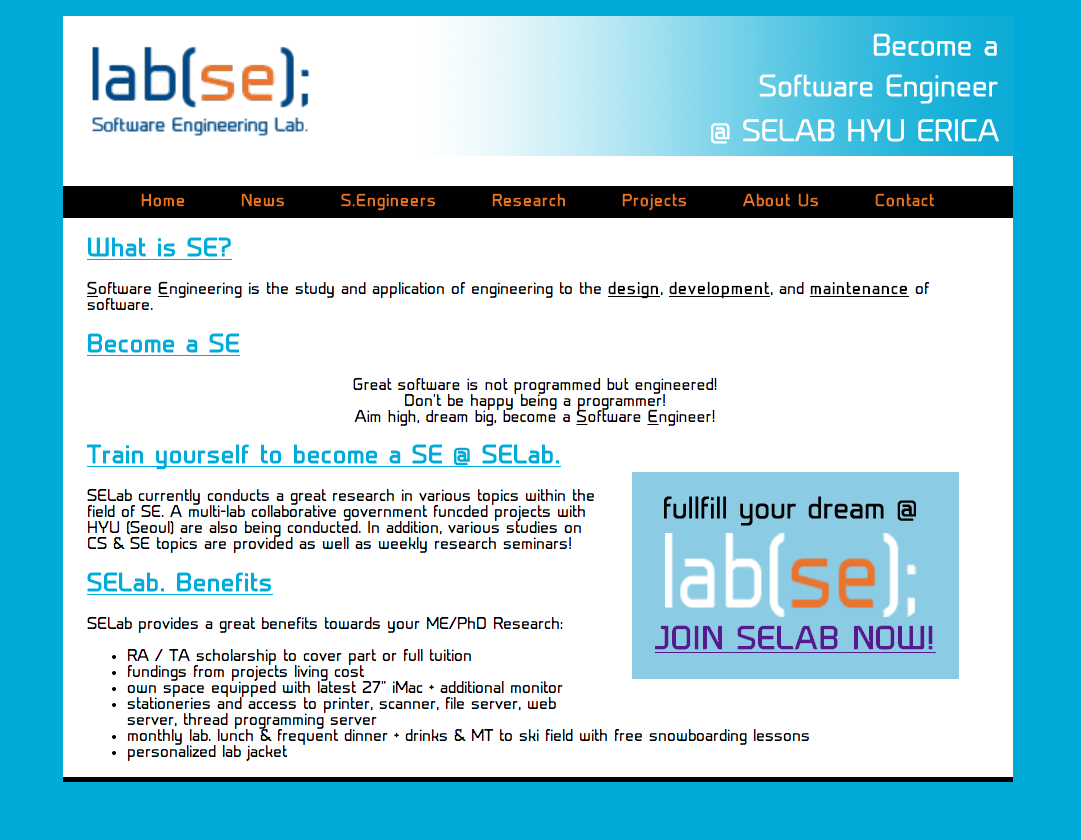 lab(se);
Software Engineering Lab.
Become a
Software Engineer
@ SELAB HYU ERICA
Home News S.Engineers Research Projects About Us Contact
What is SE?
Software Engineering is the study and application of engineering to the design, development, and maintenance of
software.
Become a SE
Great software is not programmed but engineered!
Don't be happy being a programmer!
Aim high, dream big, become a Software Engineer!
Train yourself to become a SE @ SELab.
SELab currently conducts a great research in various topics within the
field of SE. A multi-lab collaborative government funcded projects with
HYU (Seoul) are also being conducted. In addition, various studies on
CS & SE topics are provided as well as weekly research seminars!
fullfill your dream @
lab(se);
JOIN SELAB NOW!
SELab. Benefits
SELab provides a great benefits towards your ME/PhD Research:
• RA / TA scholarship to cover part or full tuition
• fundings from projects living cost
• own space equipped with latest 27" iMac + additional monitor
• stationeries and access to printer, scanner, file server, web
server, thread programming server
• monthly lab. lunch & frequent dinner + drinks & MT to ski field with free snowboarding lessons
• personalized lab jacket